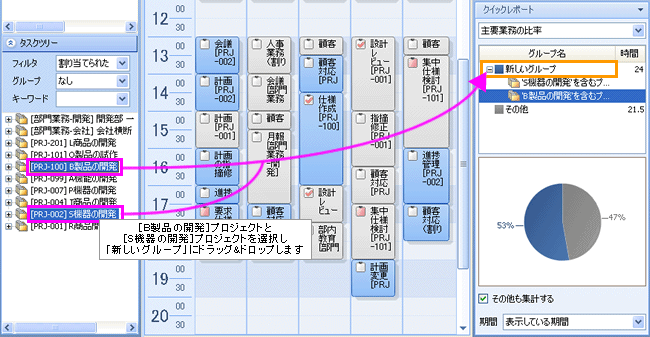 タスクツリー
フィルタ 割り当てられた
グループ なし
キーワード
[部門業務-開発] 開発部 ー
[部門業務-会社] 会社横断
[PRJ-201] L商品の開発
[PRJ-101] O製品の試作
[PRJ-100] B製品の開発
[PRJ-099] A機能の開発
[PRJ-007] K機器の開発
[PRJ-004] T商品の開発
[PRJ-002] S機器の開発
[PRJ-001] R商品開
12 00
30
13 00
30
14 00
30
15 00
30
16 00
30
17 00
30
18
19 00
30
20 00
30
会議
[PRJ
-002]
計画
[PRJ
-002]
計画
[PRJ
-001]
計画
の指
摘修
進捗
要求
人事
業務
(割り
会議
[部門
業務
顧客
月報
[部門
業務
-開
発]
顧客
顧客
顧客
対応
[PRJ
仕様
作成
[PRJ
-100]
設計
レビ
ュー
部内
教育
[部門
設計
レビ
ュー
[PRJ
指摘
修正
[PRJ
-001]
顧客
対応
[PRJ
集中
仕様
検討
[PRJ
-101]
計画
変更
[PRJ
顧客
集中
仕様
検討
[PRJ
-101]
進捗
管理
[PRJ
-002]
顧客
対応
(割り
[B製品の開発]プロジェクトと
[S機器の開発]プロジェクトを選択し
「新しいグループ」にドラッグ&ドロップします
クイックレポート
主要業務の比率
グループ名 時間
新しいグループ 24
'S機器の開発'を含むプ...
'B製品の開発'を含むプ...
その他 21.5
53%
47%
その他も集計する
期間 表示している期間